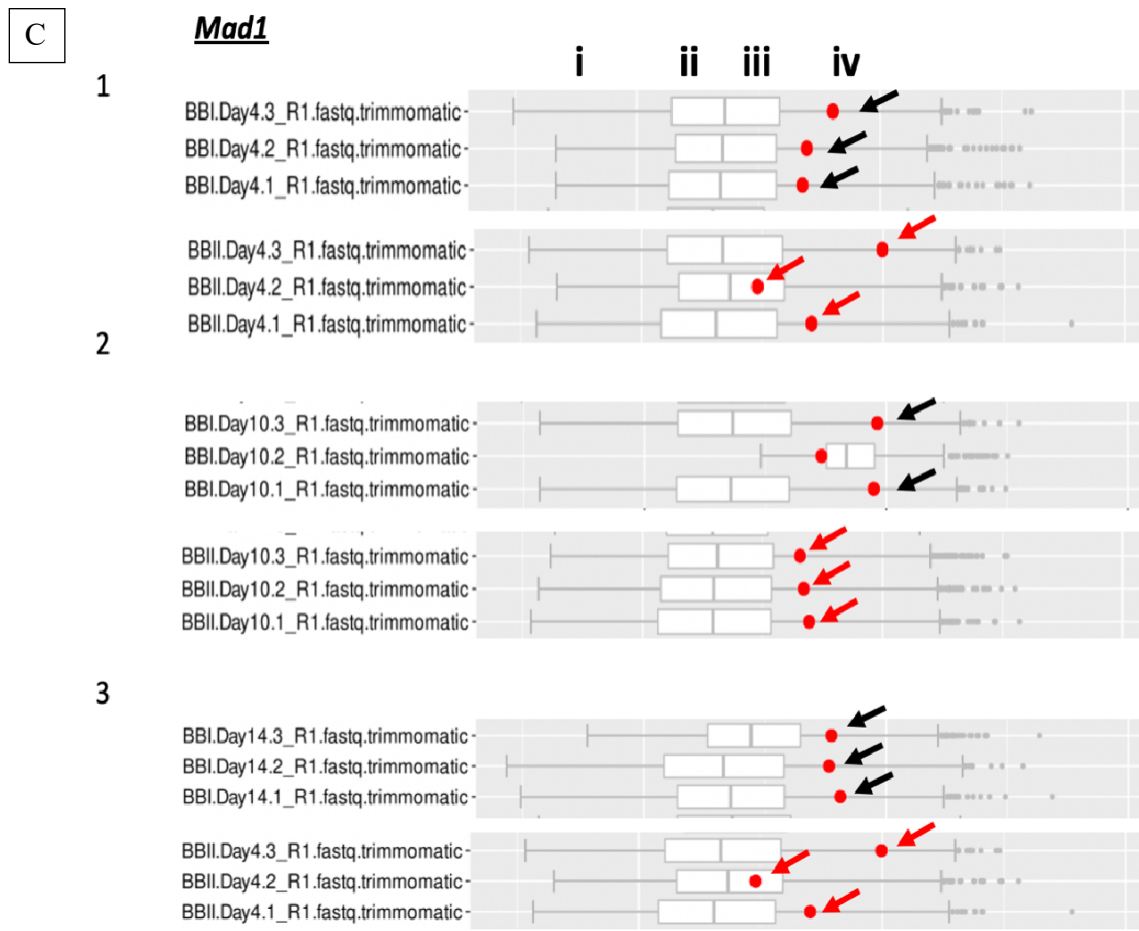 C
Mad1
i ii iii iv
1
BBI.Day4.3_R1.fastq.trimmomatic
BBI.Day4.2_R1.fastq.trimmomatic
BBI.Day4.1_R1.fastq.trimmomatic
BBII.Day4.3_R1.fastq.trimmomatic
BBII.Day4.2_R1.fastq.trimmomatic
BBII.Day4.1_R1.fastq.trimmomatic
2
BBI.Day10.3_R1.fastq.trimmomatic
BBI.Day10.2_R1.fastq.trimmomatic
BBI.Day10.1_R1.fastq.trimmomatic
BBII.Day10.3_R1.fastq.trimmomatic
BBII.Day10.2_R1.fastq.trimmomatic
BBII.Day10.1_R1.fastq.trimmomatic
3
BBI.Day14.3_R1.fastq.trimmomatic
BBI.Day14.2_R1.fastq.trimmomatic
BBI.Day14.1_R1.fastq.trimmomatic
BBII.Day4.3_R1.fastq.trimmomatic
BBII.Day4.2_R1.fastq.trimmomatic
BBII.Day4.1_R1.fastq.trimmomatic